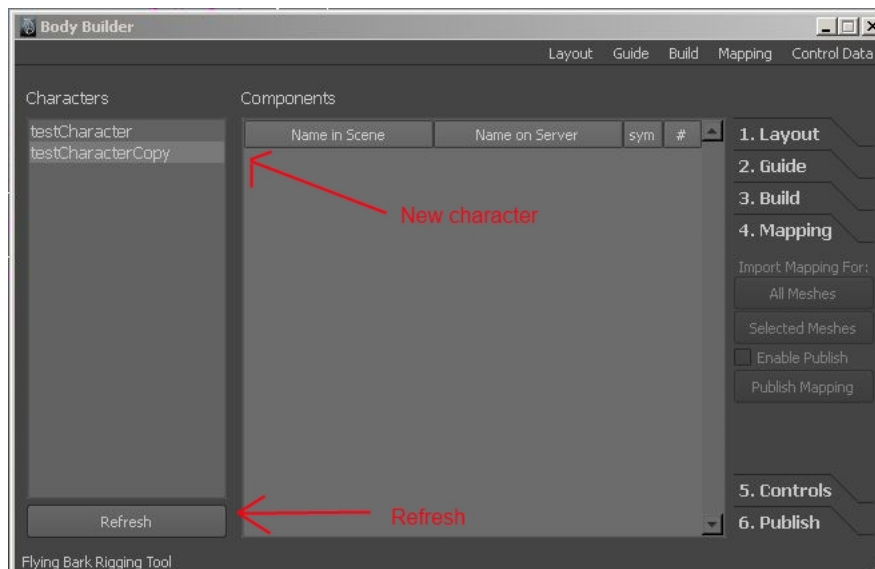 Body Builder
Layout Guide Build Mapping Control Data
Characters
Components
testCharacter
testCharacterCopy
Name in Scene Name on Server sym #
New character
1. Layout
2. Guide
3. Build
4. Mapping
Import Mapping For:
All Meshes
Selected Meshes
Enable Publish
Publish Mapping
5. Controls
6. Publish
Refresh
Refresh
Flying Bark Rigging Tool